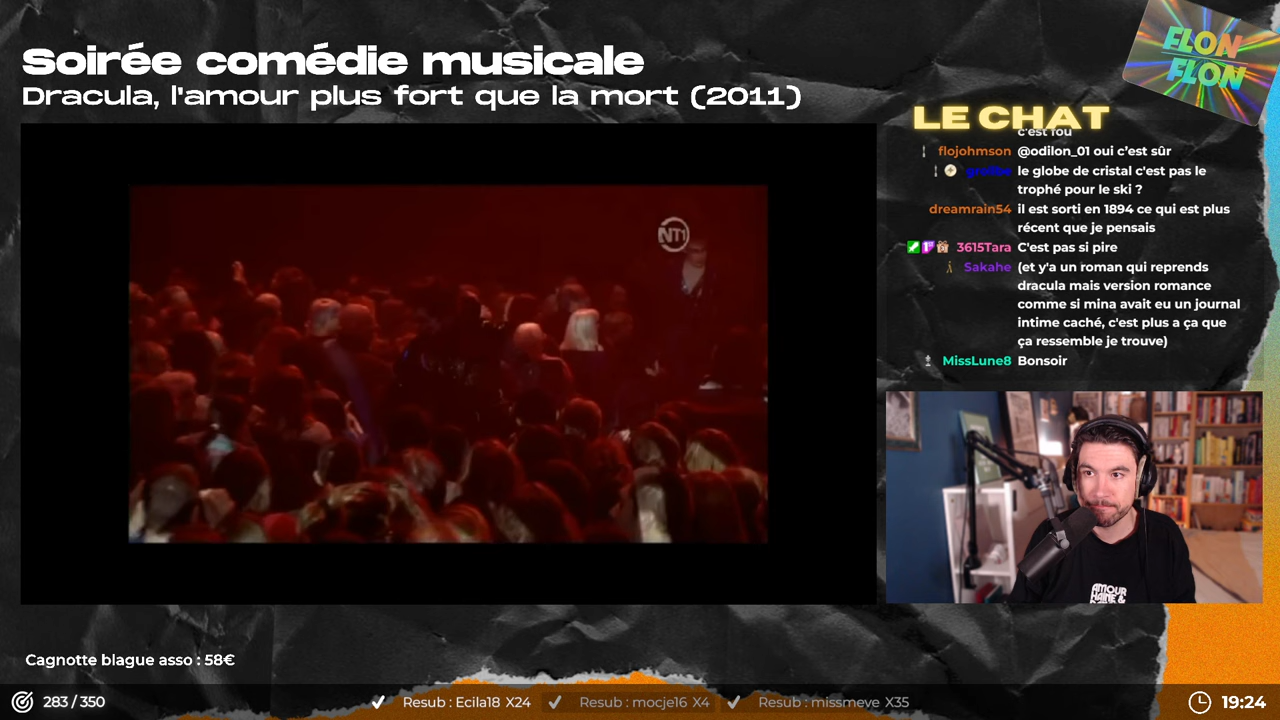 Soirée comédie musicale
Dracula, l'amour plus fort que la mort (2011)
FLON
FLON
LE CHAT
c'est fou
flojohmson @odilon_01 oui c'est sûr
le globe de cristal c'est pas le
trophé pour le ski ?
dreamrain54 il est sorti en 1894 ce qui est plus
récent que je pensais
3615Tara C'est pas si pire
Sakahe (et y'a un roman qui reprends
dracula mais version romance
comme si mina avait eu un journal
intime caché, c'est plus a ça que
ça ressemble je trouve)
MissLune8 Bonsoir
NT1
AMOUR
HAINE &
Cagnotte blague asso : 58€
283 / 350
Resub : Ecila18 X24
Resub : mocje16 X4
Resub : missmeve X35
19:24